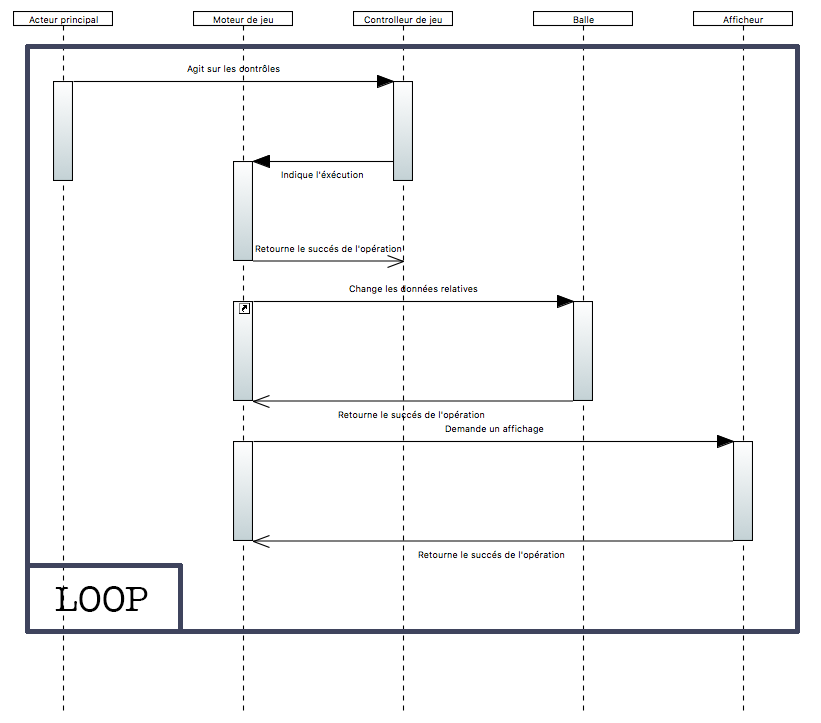 Acteur principal
Moteur de jeu
Controlleur de jeu
Balle
Afficheur
Agit sur les contrôles
Indique l'éxécution
Retourne le succés de l'opération
Change les données relatives
Retourne le succés de l'opération
Demande un affichage
Retourne le succés de l'opération
LOOP